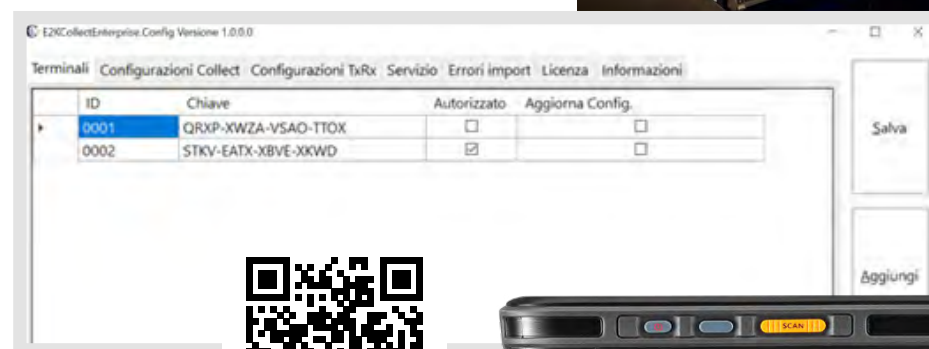 E2KCollectEnterprise.Config Versione 1.0.0.0
Terminali Configurazioni Collect Configurazioni TxRx Servizio Errori import Licenza Informazioni
ID Chiave Autorizzato Aggiorna Config.
0001 QRXP-XWZA-VSAO-TTOX
0002 STKV-EATX-XBVE-XKWD
Salva
Aggiungi
SCAN